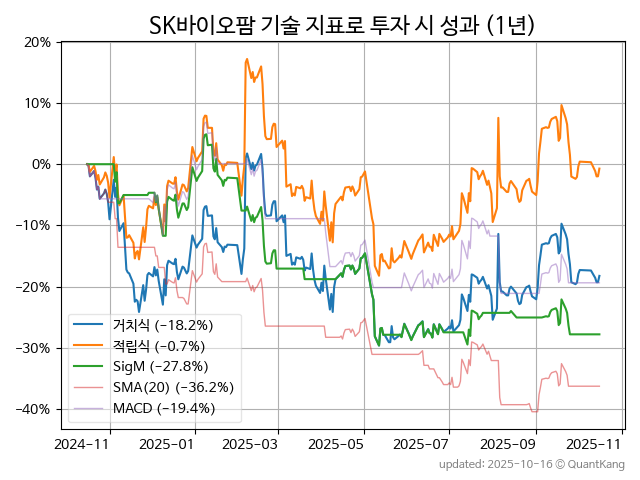 SK바이오팜 기술 지표로 투자 시 성과 (1년)
20%
10%
0%
−10%
−20%
−30%
−40%
거치식 (−18.2%)
적립식 (−0.7%)
SigM (−27.8%)
SMA(20) (−36.2%)
MACD (−19.4%)
2024−11 2025−01 2025−03 2025−05 2025−07 2025−09 2025−11
updated: 2025-10-16 © QuantKang